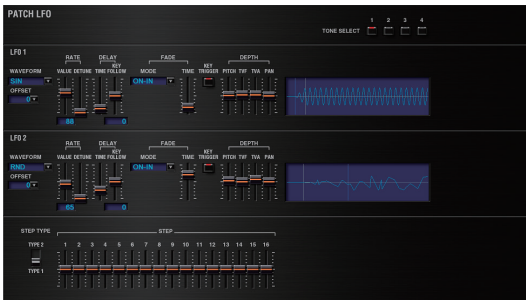 PATCH LFO
1 2 3 4
TONE SELECT
LFO 1
RATE DELAY FADE DEPTH
KEY KEY
WAVEFORM VALUE DETUNE TIME FOLLOW MODE TIME TRIGGER PITCH TVF TVA PAN
SIN ON-IN
OFFSET
0
88 0
LFO 2
RATE DELAY FADE DEPTH
KEY KEY
WAVEFORM VALUE DETUNE TIME FOLLOW MODE TIME TRIGGER PITCH TVF TVA PAN
RND ON-IN
OFFSET
0
65 0
STEP TYPE STEP
TYPE 2 1 2 3 4 5 6 7 8 9 10 11 12 13 14 15 16
TYPE 1